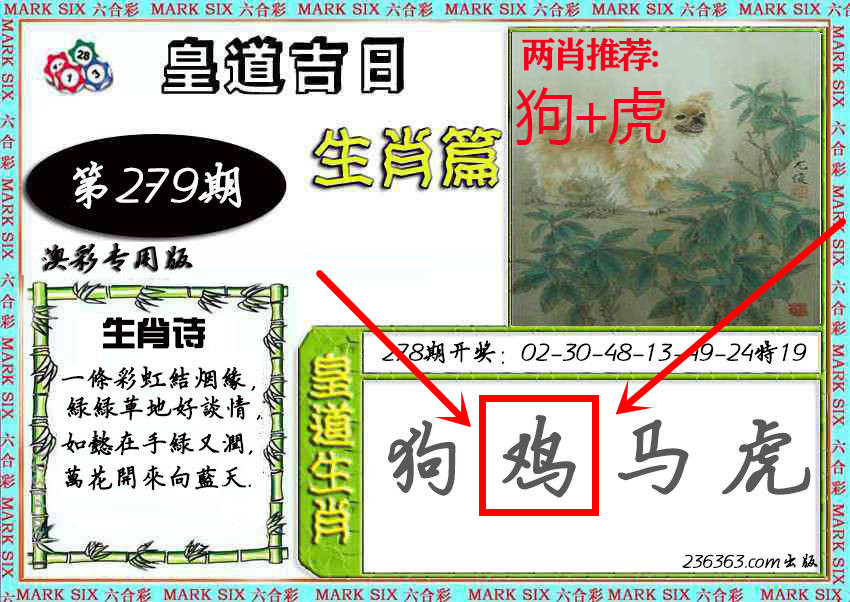 MARK SIX 六合彩 MARK SIX 六合彩 MARK SIX 六合彩 MARK SIX 六合彩 MARK SIX 六合彩 MARK SIX 六合彩
28
1
3
皇道吉日
两肖推荐:
狗+虎
生肖篇
第279期
澳彩专用版
生肖诗
一條彩虹結烟緣，
綠綠草地好談情，
如懿在手綠又潤，
萬花開來向藍天.
278期开奖：02-30-48-13-49-24特19
皇道生肖
狗 鸡 马 虎
236363.com出版
MARK SIX 六合彩 MARK SIX 六合彩 MARK SIX 六合彩 MARK SIX 六合彩 MARK SIX 六合彩 MARK SIX 六合彩